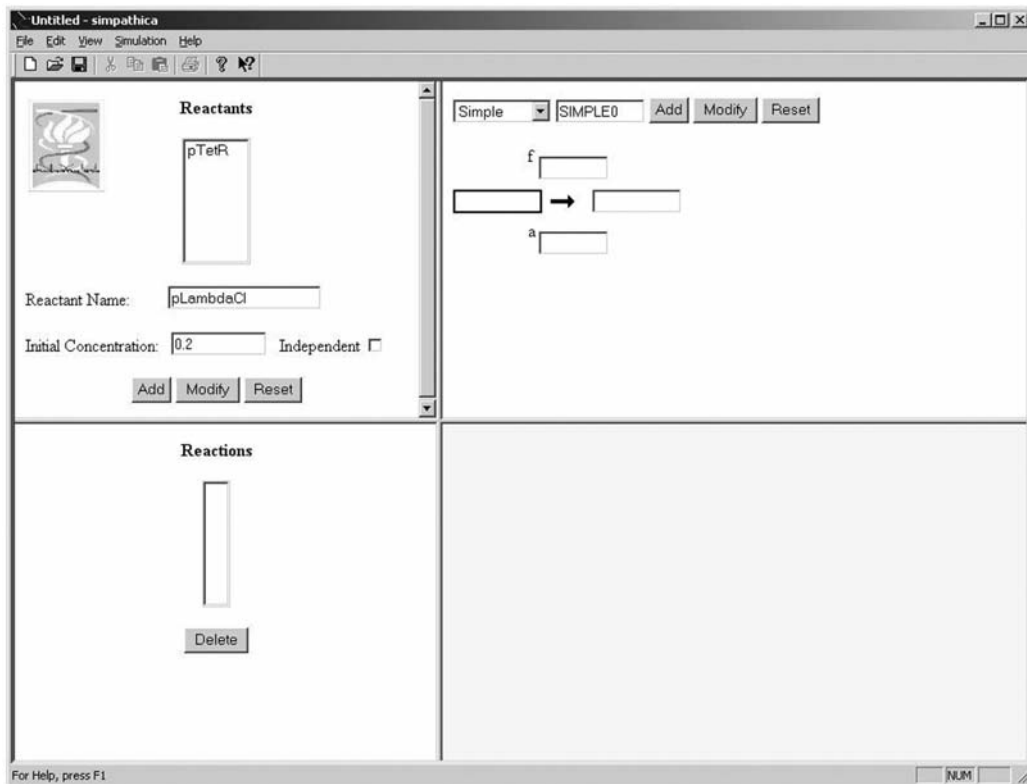 Untitled - simpathica
File Edit View Simulation Help
Reactants
pTetR
Reactant Name: pLambdaCI
Initial Concentration: 0.2 Independent
Add Modify Reset
Simple SIMPLE0 Add Modify Reset
f
a
Reactions
Delete
For Help, press F1 NUM